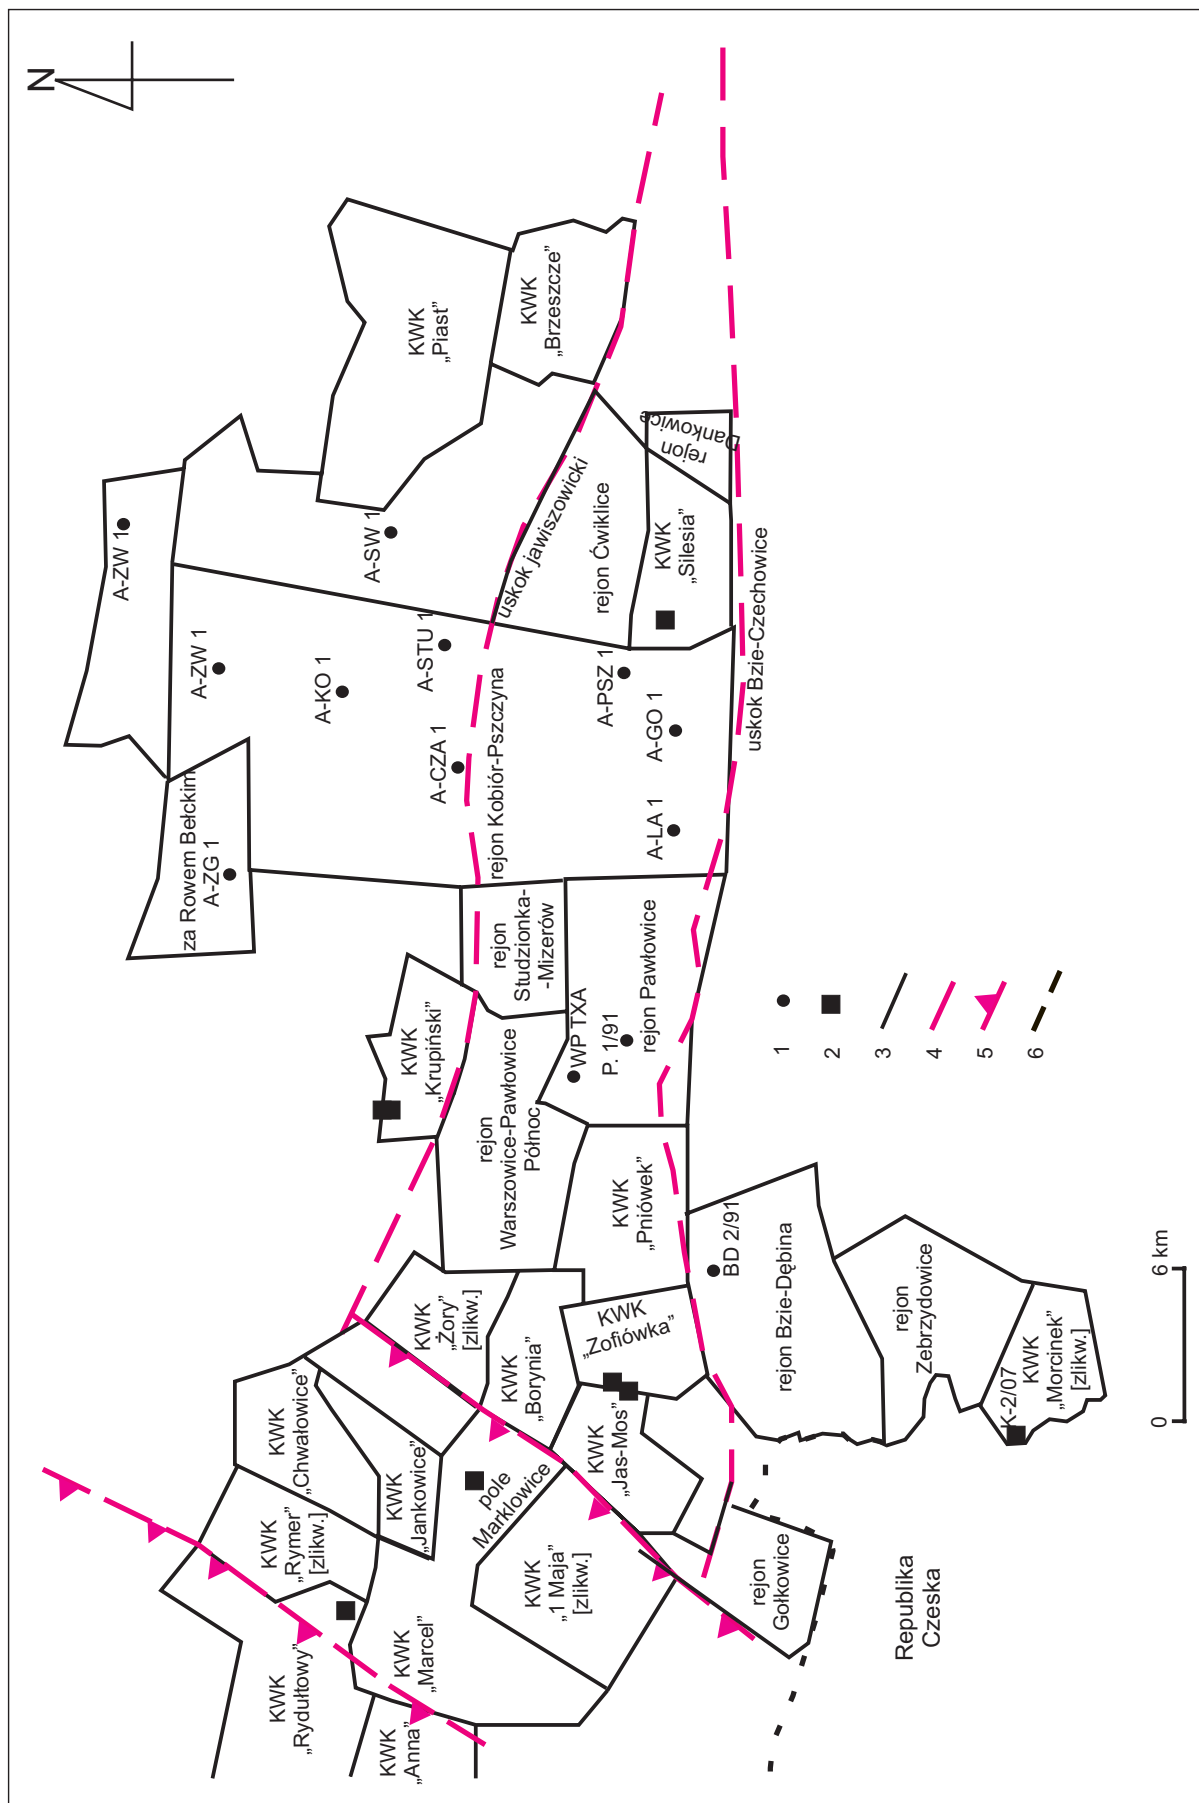 N
KWK
„Piast”
KWK
„Brzeszcze”
A-ZW 1
A-SW 1
uskok jawiszowicki
rejon Ćwiklice
KWK
„Silesia”
rejon
Dankowice
A-ZW 1
A-KO 1
A-STU 1
A-CZA 1
rejon Kobiór-Pszczyna
A-PSZ 1
A-GO 1
A-LA 1
uskok Bzie-Czechowice
za Rowem Bełckim
A-ZG 1
KWK
„Krupiński”
rejon
Studzionka-
-Mizerów
WP TXA
P. 1/91
rejon Pawłowice
rejon
Warszowice-Pawłowice
Północ
KWK
„Pniówek”
BD 2/91
rejon Bzie-Dębina
rejon
Zebrzydowice
K-2/07
KWK
„Morcinek”
[zlikw.]
KWK
„Żory”
[zlikw.]
KWK
„Borynia”
KWK
„Zofiówka”
KWK
„Jas-Mos”
KWK
„Chwałowice”
KWK
„Jankowice”
pole
Marklowice
KWK
„Rymer”
[zlikw.]
KWK
„1 Maja”
[zlikw.]
KWK
„Marcel”
KWK
„Rydułtowy”
KWK
„Anna”
rejon
Gołkowice
Republika
Czeska
1
2
3
4
5
6
0
6 km